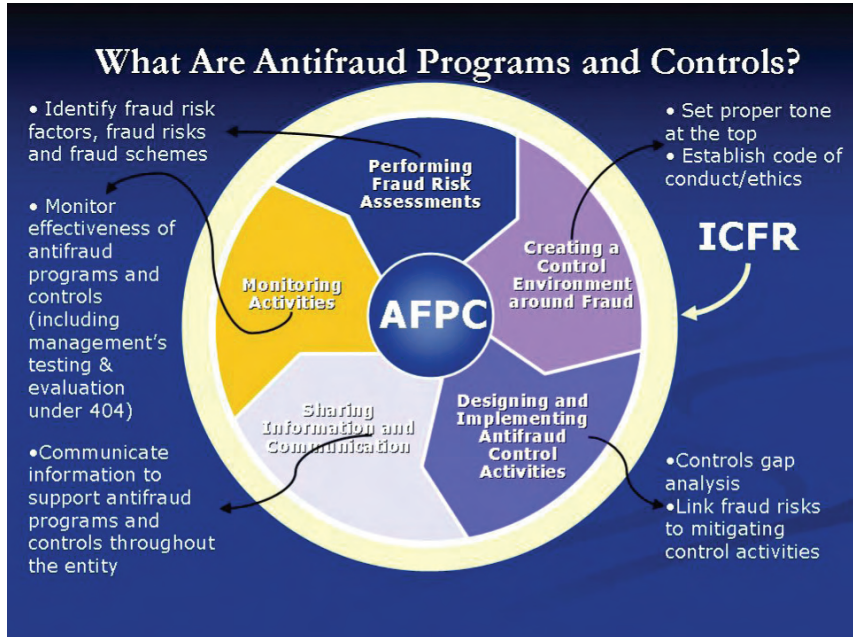 What Are Antifraud Programs and Controls?
• Identify fraud risk
factors, fraud risks
and fraud schemes
• Monitor
effectiveness of
antifraud
programs and
controls
(including
management's
testing &
evaluation
under 404)
•Communicate
information to
support antifraud
programs and
controls throughout
the entity
Performing
Fraud Risk
Assessments
Creating a
Control
Environment
around Fraud
Monitoring
Activities
AFPC
Sharing
Information and
Communication
Designing and
Implementing
Antifraud
Control
Activities
• Set proper tone
at the top
• Establish code of
conduct/ethics
ICFR
•Controls gap
analysis
•Link fraud risks
to mitigating
control activities